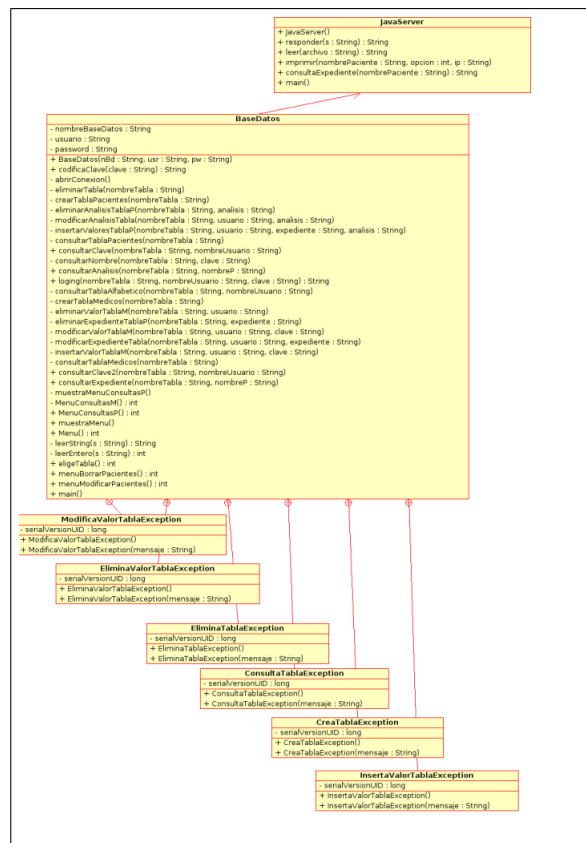 JavaServer
+ JavaServer()
+ responder(s : String) : String
+ leer(archivo : String) : String
+ imprimir(nombrePaciente : String, opcion : int, ip : String)
+ consultaExpediente(nombrePaciente : String) : String
+ main()
BaseDatos
- nombreBaseDatos : String
- usuario : String
- password : String
+ BaseDatos(nBd : String, usr : String, pw : String)
+ codificaClave(clave : String) : String
- abrirConexion()
- eliminarTabla(nombreTabla : String)
- crearTablaPacientes(nombreTabla : String)
- eliminarAnalisisTablaP(nombreTabla : String, analisis : String)
- modificarAnalisisTabla(nombreTabla : String, usuario : String, analisis : String)
- insertarValoresTablaP(nombreTabla : String, usuario : String, expediente : String, analisis : String)
- consultarTablaPacientes(nombreTabla : String)
+ consultarClave(nombreTabla : String, nombreUsuario : String)
- consultarNombre(nombreTabla : String, clave : String)
+ consultarAnalisis(nombreTabla : String, nombreP : String)
+ loging(nombreTabla : String, nombreUsuario : String, clave : String) : String
- consultarTablaAlfabetico(nombreTabla : String, nombreUsuario : String)
- crearTablaMedicos(nombreTabla : String)
- eliminarValorTablaM(nombreTabla : String, usuario : String)
- eliminarExpedienteTablaP(nombreTabla : String, expediente : String)
- modificarValorTablaM(nombreTabla : String, usuario : String, clave : String)
- modificarExpedienteTabla(nombreTabla : String, usuario : String, expediente : String)
- insertarValorTablaM(nombreTabla : String, usuario : String, clave : String)
- consultarTablaMedicos(nombreTabla : String)
+ consultarClave2(nombreTabla : String, nombreUsuario : String)
+ consultarExpediente(nombreTabla : String, nombreP : String)
- muestraMenuConsultasP()
- MenuConsultasM() : int
+ MenuConsultasP() : int
+ muestraMenu()
+ Menu() : int
- leerString(s : String) : String
- leerEntero(s : String) : int
+ eligeTabla() : int
+ menuBorrarPacientes() : int
+ menuModificarPacientes() : int
+ main()
ModificaValorTablaException
- serialVersionUID : long
+ ModificaValorTablaException()
+ ModificaValorTablaException(mensaje : String)
EliminaValorTablaException
- serialVersionUID : long
+ EliminaValorTablaException()
+ EliminaValorTablaException(mensaje : String)
EliminaTablaException
- serialVersionUID : long
+ EliminaTablaException()
+ EliminaTablaException(mensaje : String)
ConsultaTablaException
- serialVersionUID : long
+ ConsultaTablaException()
+ ConsultaTablaException(mensaje : String)
CreaTablaException
- serialVersionUID : long
+ CreaTablaException()
+ CreaTablaException(mensaje : String)
InsertaValorTablaException
- serialVersionUID : long
+ InsertaValorTablaException()
+ InsertaValorTablaException(mensaje : String)